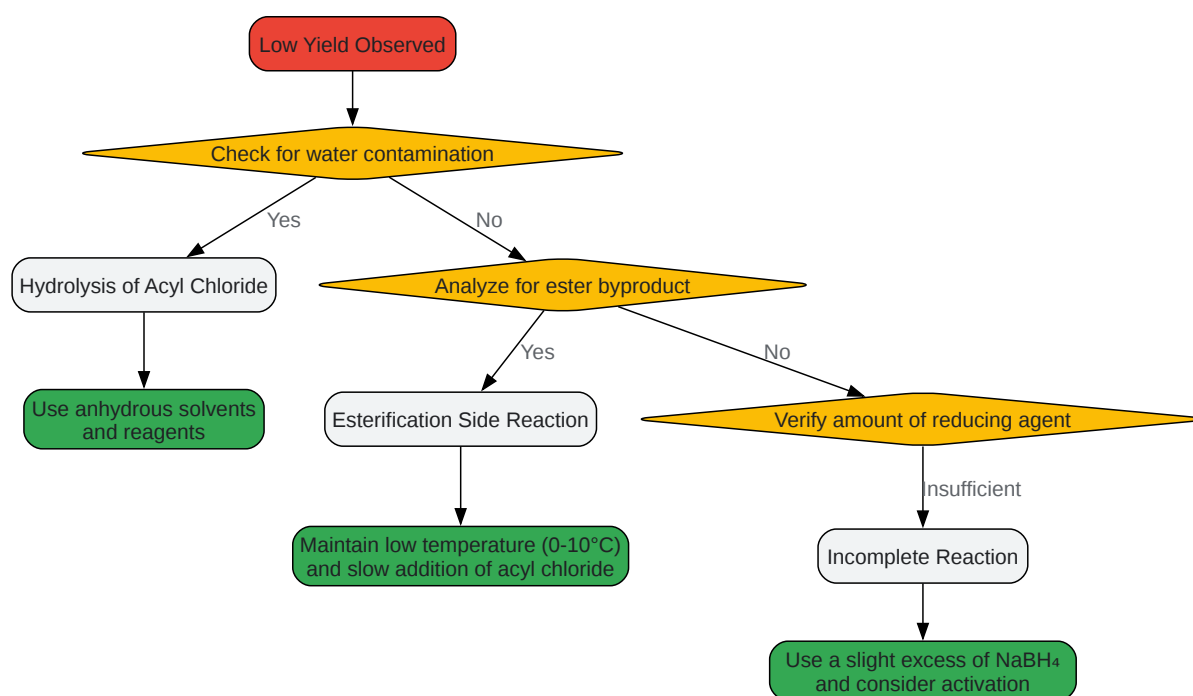 Low Yield Observed
Check for water contamination
Yes
No
Hydrolysis of Acyl Chloride
Analyze for ester byproduct
Yes
No
Use anhydrous solvents
and reagents
Esterification Side Reaction
Verify amount of reducing agent
Insufficient
Maintain low temperature (0-10°C)
and slow addition of acyl chloride
Incomplete Reaction
Use a slight excess of NaBH₄
and consider activation